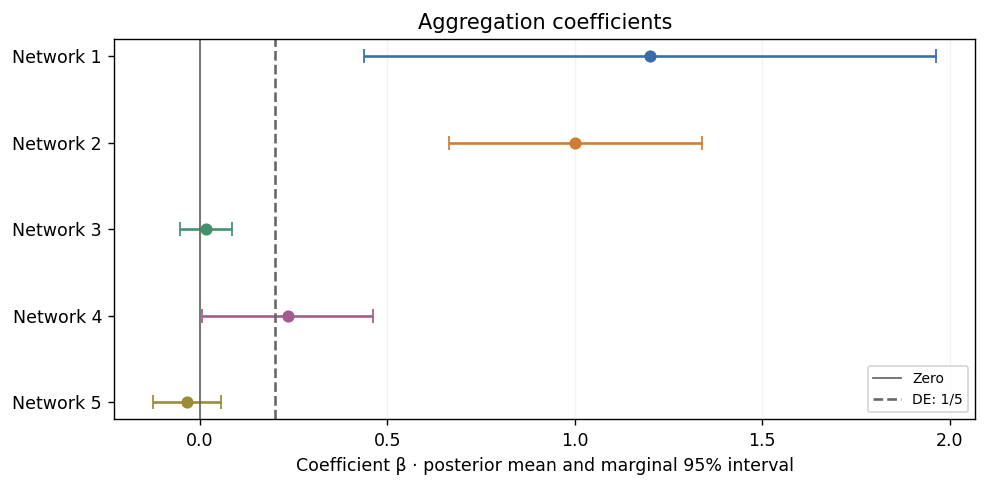 Aggregation coefficients
Network 1
Network 2
Network 3
Network 4
Network 5
Zero
DE: 1/5
0.0 0.5 1.0 1.5 2.0
Coefficient β · posterior mean and marginal 95% interval